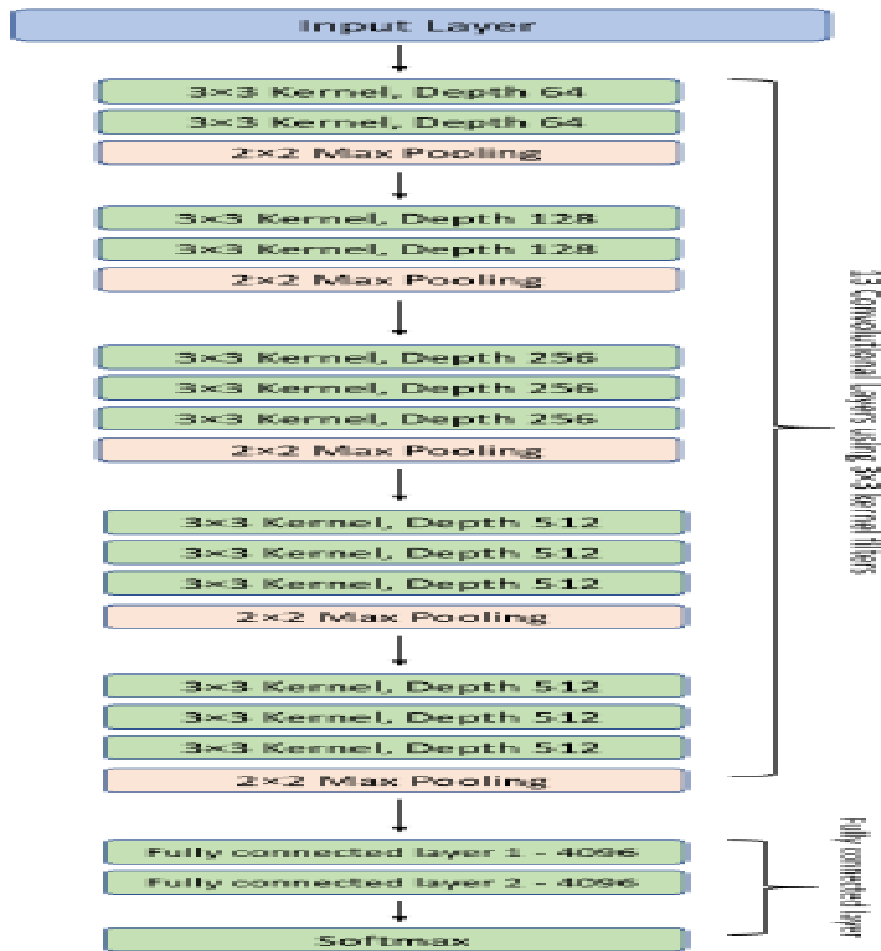 Input Layer
3×3 Kernel, Depth 64
3×3 Kernel, Depth 64
2×2 Max Pooling
3×3 Kernel, Depth 128
3×3 Kernel, Depth 128
2×2 Max Pooling
3×3 Kernel, Depth 256
3×3 Kernel, Depth 256
3×3 Kernel, Depth 256
2×2 Max Pooling
3×3 Kernel, Depth 512
3×3 Kernel, Depth 512
3×3 Kernel, Depth 512
2×2 Max Pooling
3×3 Kernel, Depth 512
3×3 Kernel, Depth 512
3×3 Kernel, Depth 512
2×2 Max Pooling
13 Convolutional Layers using 3×3 kernel filters
Fully connected layer 1 - 4096
Fully connected layer 2 - 4096
Softmax
Fully connected layer